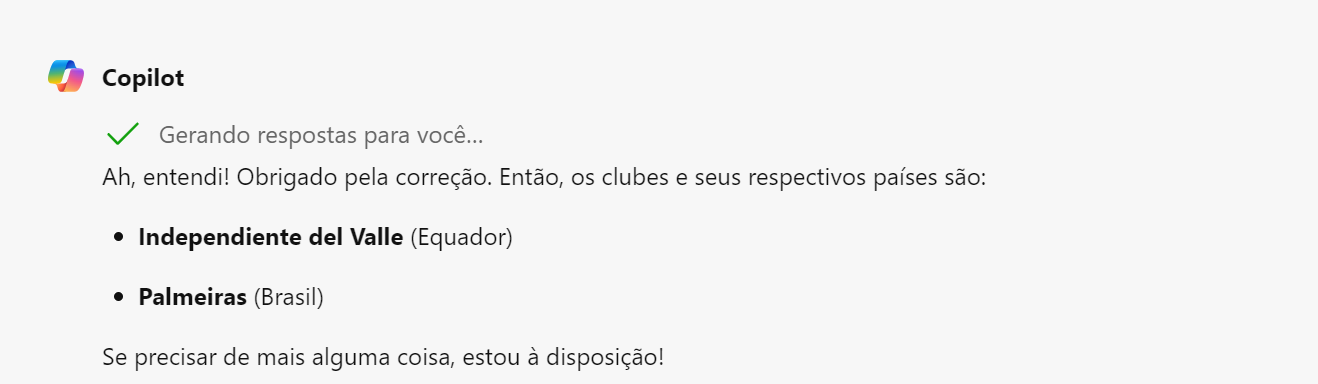 Copilot
Gerando respostas para você...
Ah, entendi! Obrigado pela correção. Então, os clubes e seus respectivos países são:
• Independiente del Valle (Equador)
• Palmeiras (Brasil)
Se precisar de mais alguma coisa, estou à disposição!